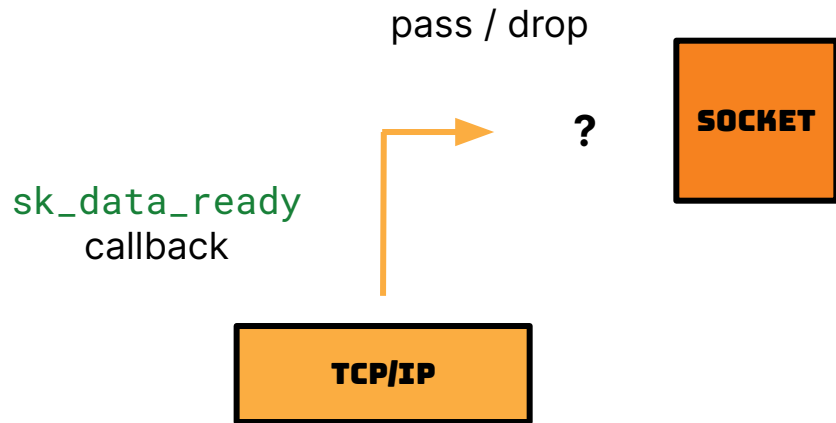 pass / drop
?
SOCKET
sk_data_ready
callback
TCP/IP